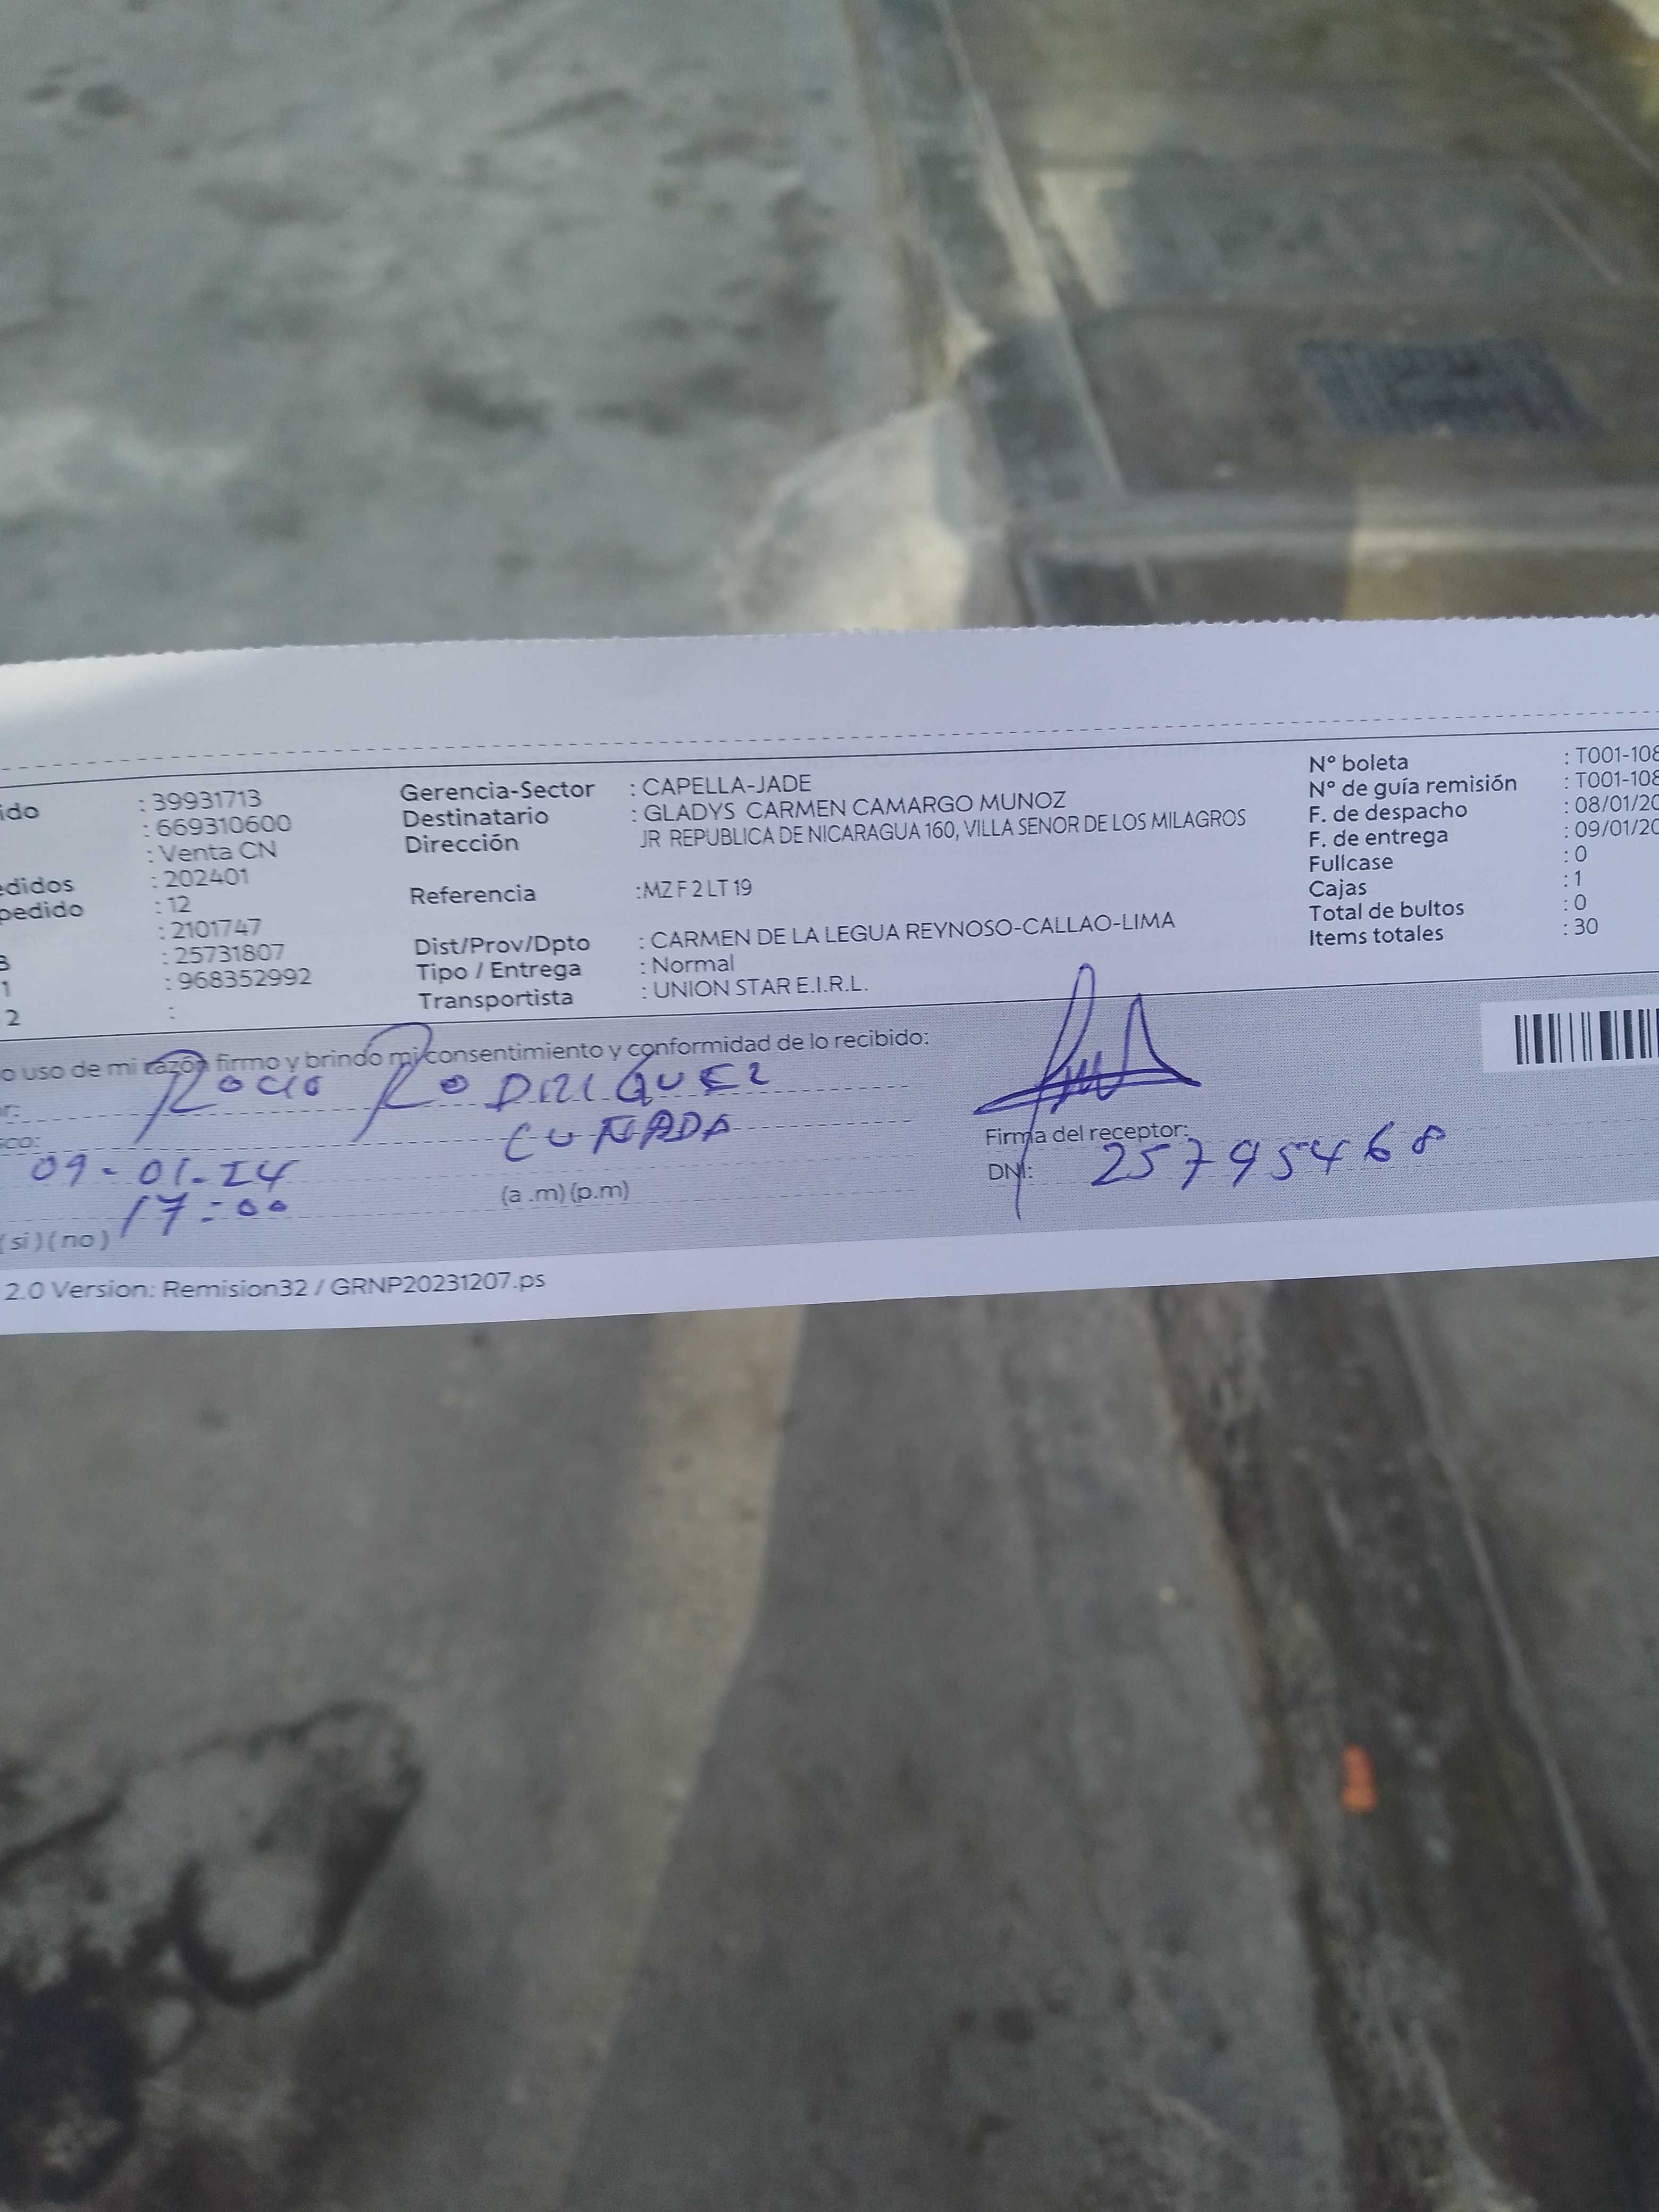 ido : 39931713
: 669310600
: Venta CN
edidos : 202401
pedido : 12
: 2101747
: 25731807
1 : 968352992
2 :
Gerencia-Sector : CAPELLA-JADE
Destinatario : GLADYS CARMEN CAMARGO MUNOZ
Dirección JR REPUBLICA DE NICARAGUA 160, VILLA SENOR DE LOS MILAGROS
Referencia :MZ F 2 LT 19
Dist/Prov/Dpto : CARMEN DE LA LEGUA REYNOSO-CALLAO-LIMA
Tipo / Entrega : Normal
Transportista : UNION STAR E.I.R.L.
N° boleta : T001-108
N° de guía remisión : T001-108
F. de despacho : 08/01/20
F. de entrega : 09/01/20
Fullcase : 0
Cajas : 1
Total de bultos : 0
Items totales : 30
o uso de mi razón firmo y brindo mi consentimiento y conformidad de lo recibido:
Rocio RODRIGUEZ
sco: CUÑADA
09-01-24
17:00 (a .m) (p.m)
(si) (no)
Firma del receptor:
DNI: 25795468
2.0 Version: Remision32 / GRNP20231207.ps